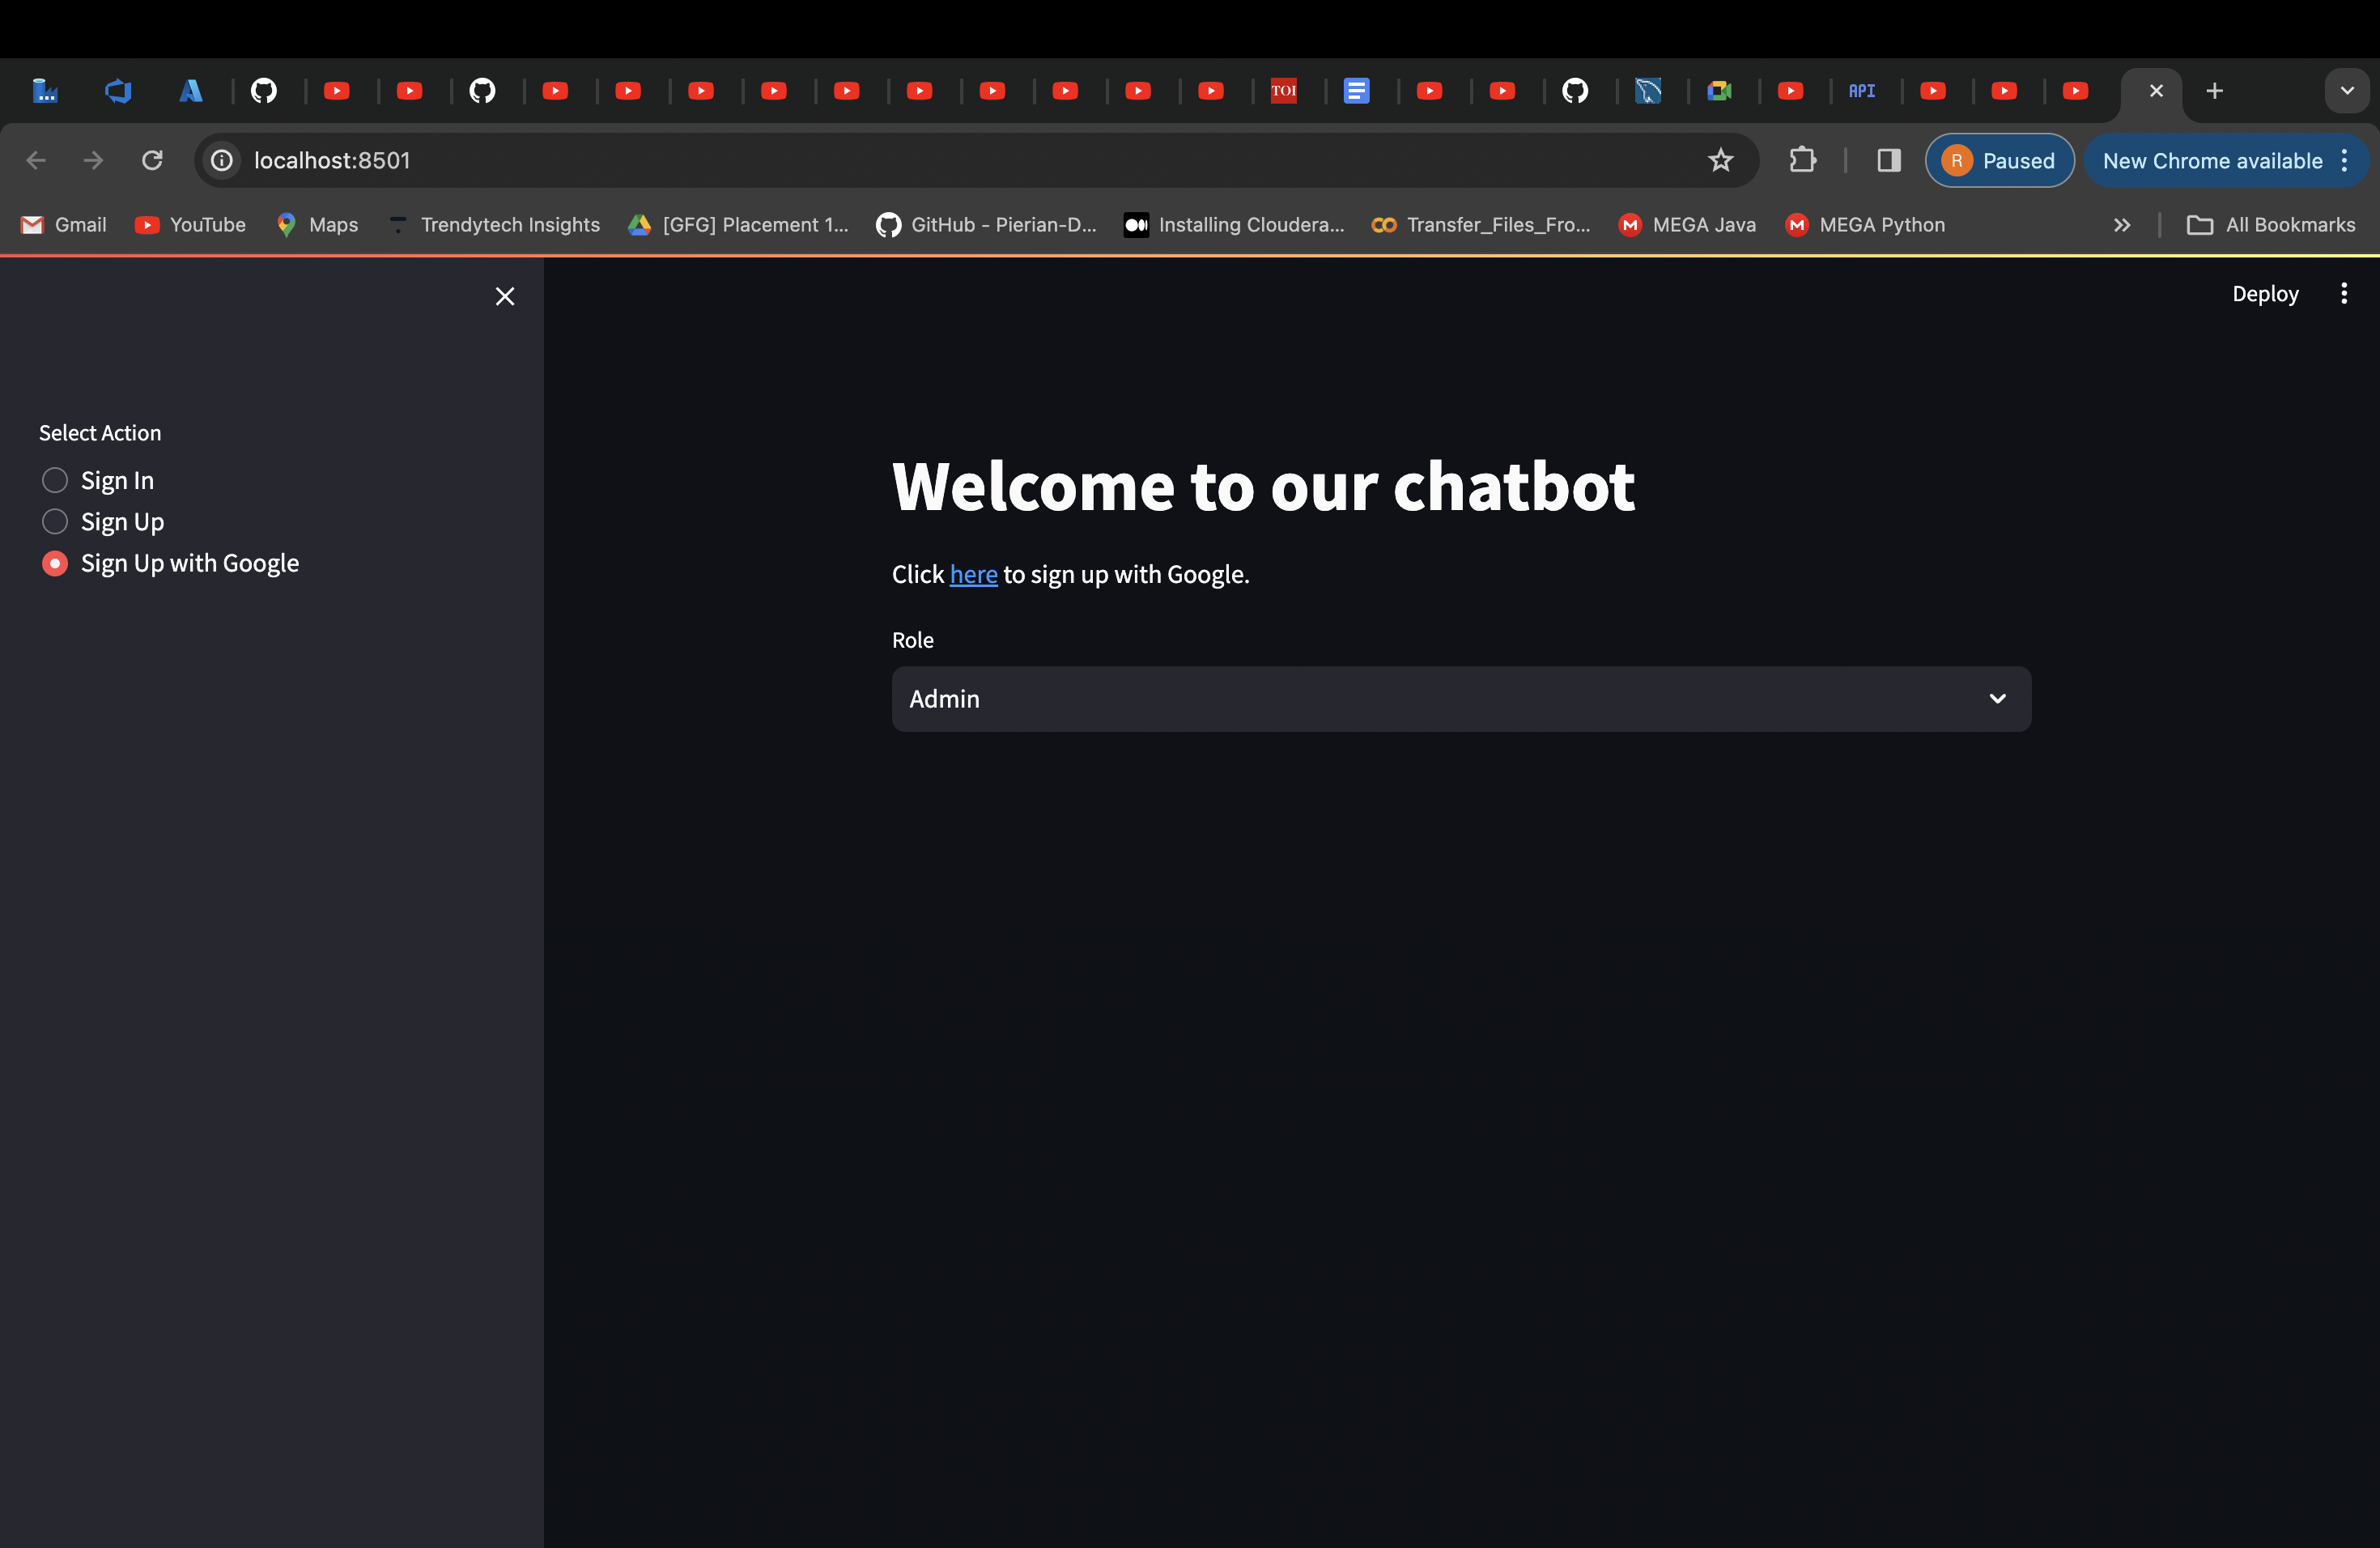 TOI
API
localhost:8501
R Paused
New Chrome available
Gmail
YouTube
Maps
Trendytech Insights
[GFG] Placement 1...
GitHub - Pierian-D...
Installing Cloudera...
Transfer_Files_Fro...
MEGA Java
MEGA Python
All Bookmarks
Deploy
Select Action
Sign In
Sign Up
Sign Up with Google
Welcome to our chatbot
Click here to sign up with Google.
Role
Admin